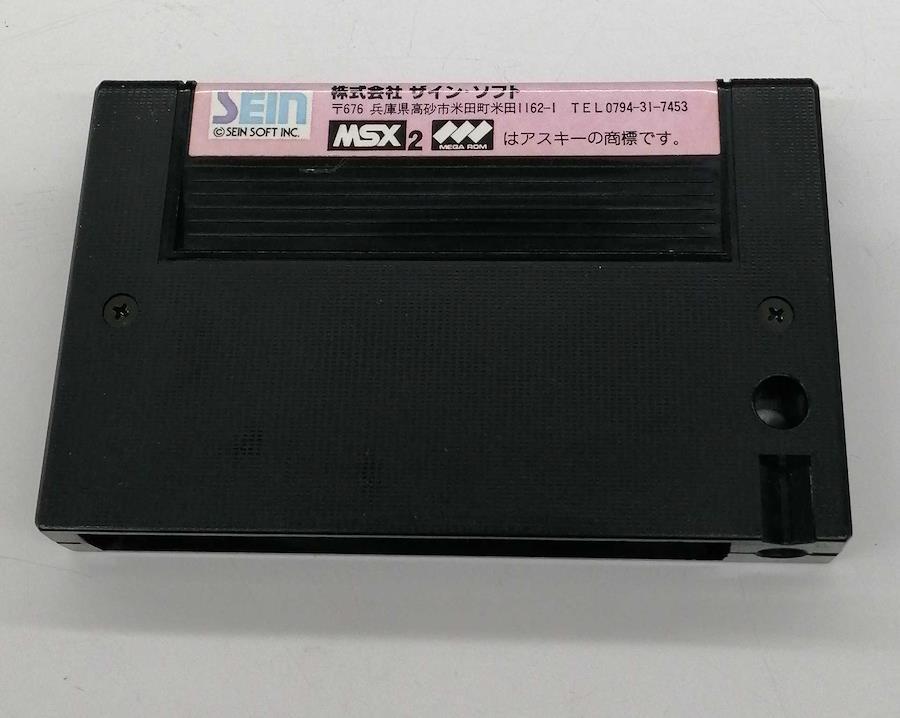 SEIN
© SEIN SOFT INC.
株式会社 ザイン・ソフト
〒676 兵庫県高砂市米田町米田1162-1 TEL0794-31-7453
MSX2 MEGA ROM はアスキーの商標です。